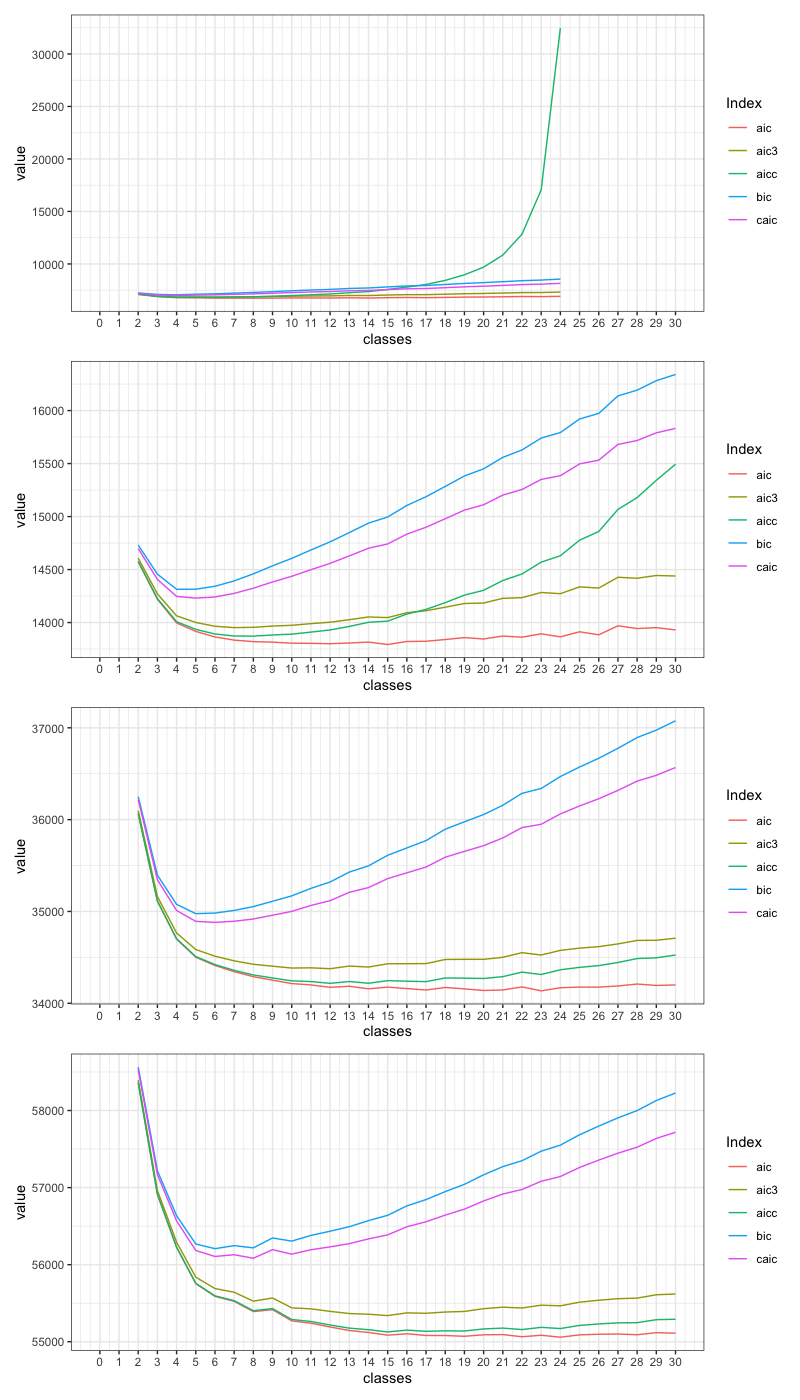 30000
25000
20000
15000
10000
value
0 1 2 3 4 5 6 7 8 9 10 11 12 13 14 15 16 17 18 19 20 21 22 23 24 25 26 27 28 29 30
classes
Index
aic
aic3
aicc
bic
caic
16000
15500
15000
14500
14000
value
0 1 2 3 4 5 6 7 8 9 10 11 12 13 14 15 16 17 18 19 20 21 22 23 24 25 26 27 28 29 30
classes
Index
aic
aic3
aicc
bic
caic
37000
36000
35000
34000
value
0 1 2 3 4 5 6 7 8 9 10 11 12 13 14 15 16 17 18 19 20 21 22 23 24 25 26 27 28 29 30
classes
Index
aic
aic3
aicc
bic
caic
58000
57000
56000
55000
value
0 1 2 3 4 5 6 7 8 9 10 11 12 13 14 15 16 17 18 19 20 21 22 23 24 25 26 27 28 29 30
classes
Index
aic
aic3
aicc
bic
caic